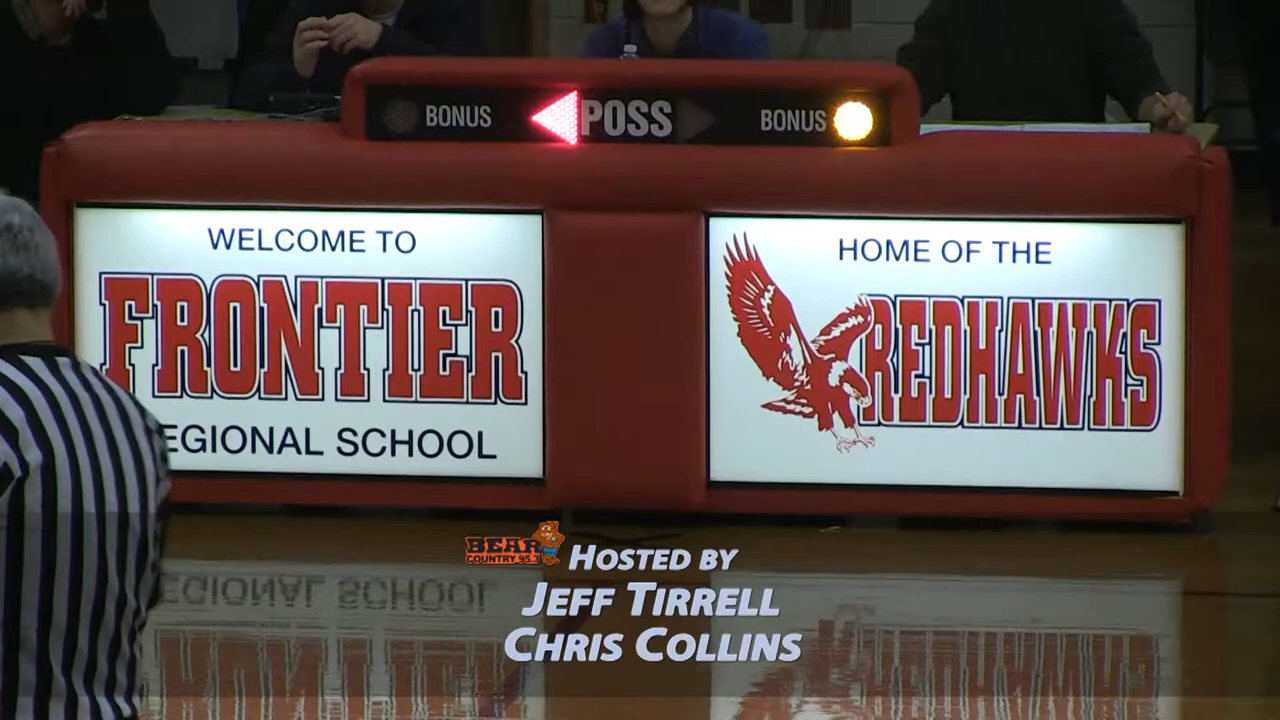 BONUS POSS BONUS
WELCOME TO
FRONTIER
EGIONAL SCHOOL
HOME OF THE
REDHAWKS
BEAR
COUNTRY 95.3
HOSTED BY
JEFF TIRRELL
CHRIS COLLINS